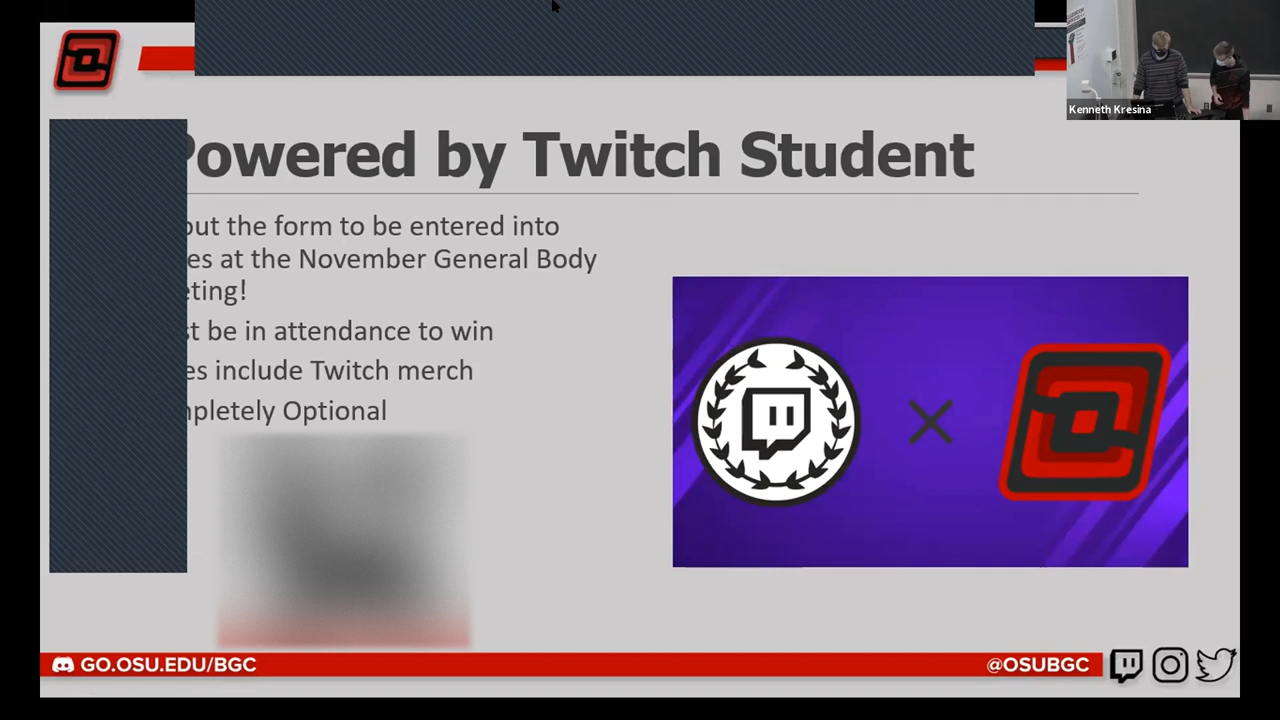 Kenneth Kresina
Powered by Twitch Student
out the form to be entered into
es at the November General Body
eting!
st be in attendance to win
es include Twitch merch
mpletely Optional
GO.OSU.EDU/BGC
@OSUBGC